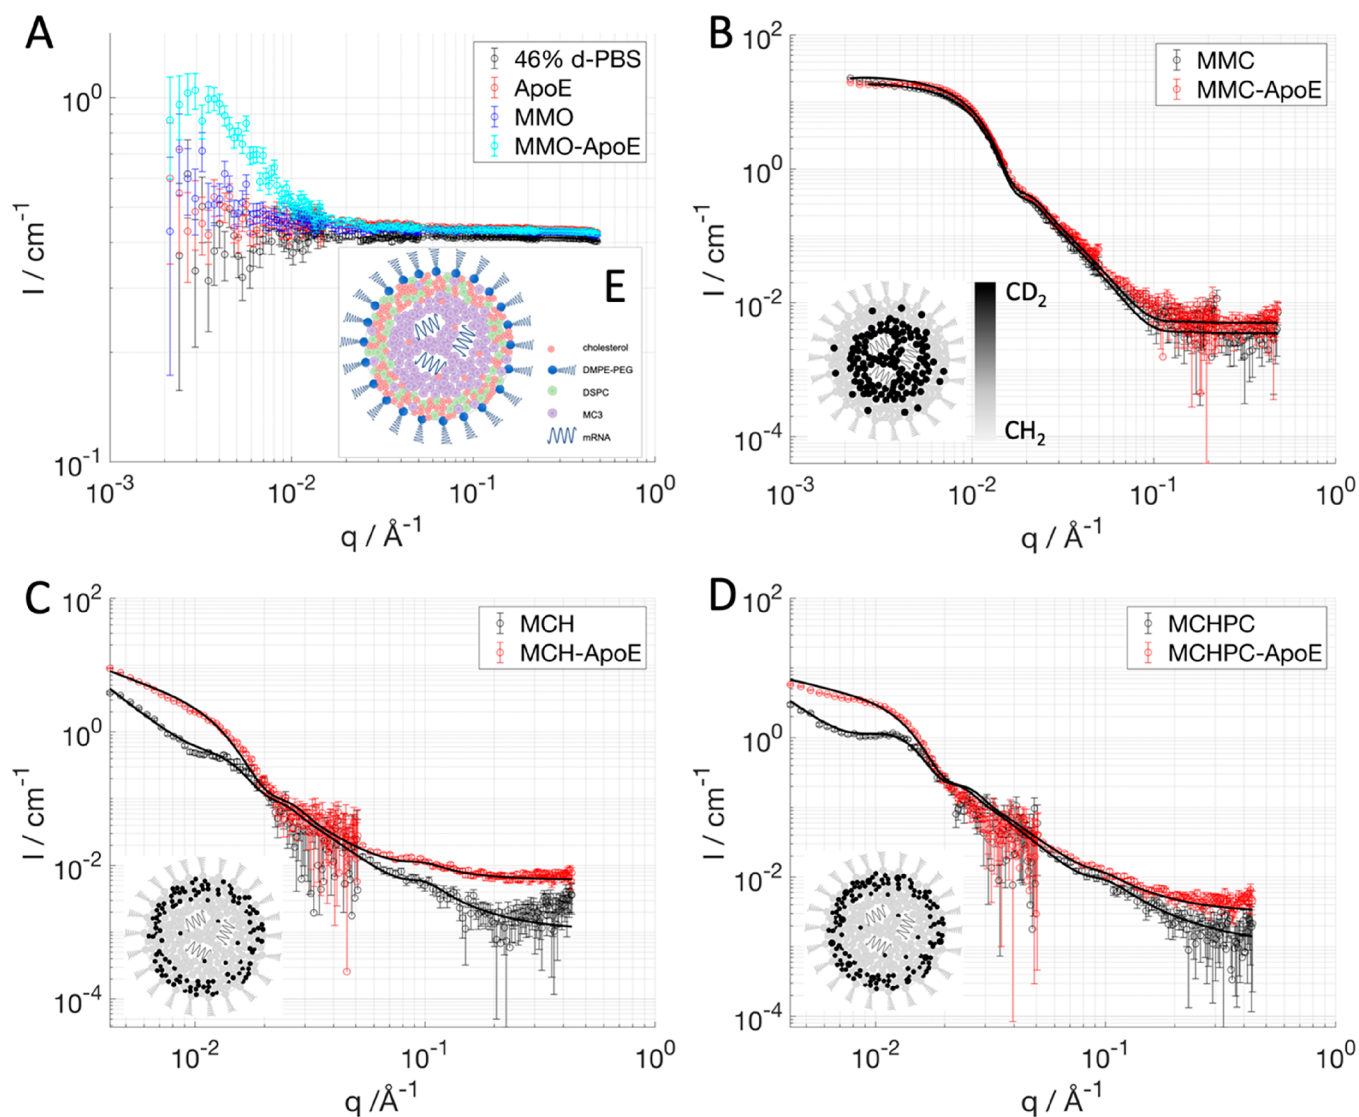 A
10⁰
10⁻¹
I / cm⁻¹
46% d-PBS
ApoE
MMO
MMO-ApoE
E
cholesterol
DMPE-PEG
DSPC
MC3
mRNA
10⁻³
10⁻²
10⁻¹
10⁰
q / Å⁻¹
B
10²
10⁰
10⁻²
10⁻⁴
I / cm⁻¹
MMC
MMC-ApoE
CD₂
CH₂
10⁻³
10⁻²
10⁻¹
10⁰
q / Å⁻¹
C
10²
10⁰
10⁻²
10⁻⁴
I / cm⁻¹
MCH
MCH-ApoE
10⁻²
10⁻¹
10⁰
q /Å⁻¹
D
10²
10⁰
10⁻²
10⁻⁴
I / cm⁻¹
MCHPC
MCHPC-ApoE
10⁻²
10⁻¹
10⁰
q / Å⁻¹